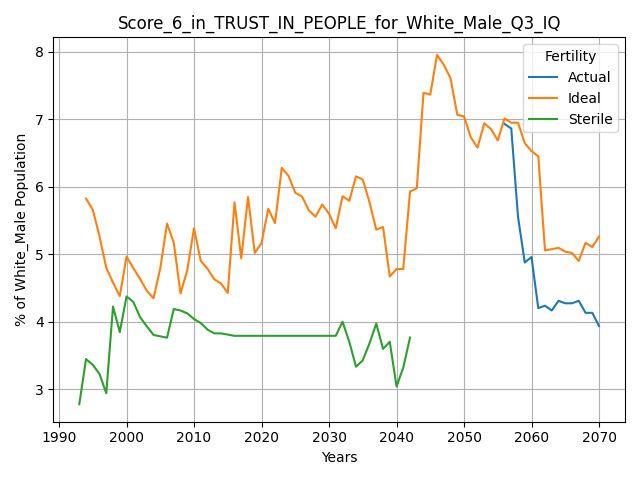 Score_6_in_TRUST_IN_PEOPLE_for_White_Male_Q3_IQ
% of White_Male Population
8
7
6
5
4
3
Fertility
Actual
Ideal
Sterile
1990 2000 2010 2020 2030 2040 2050 2060 2070
Years